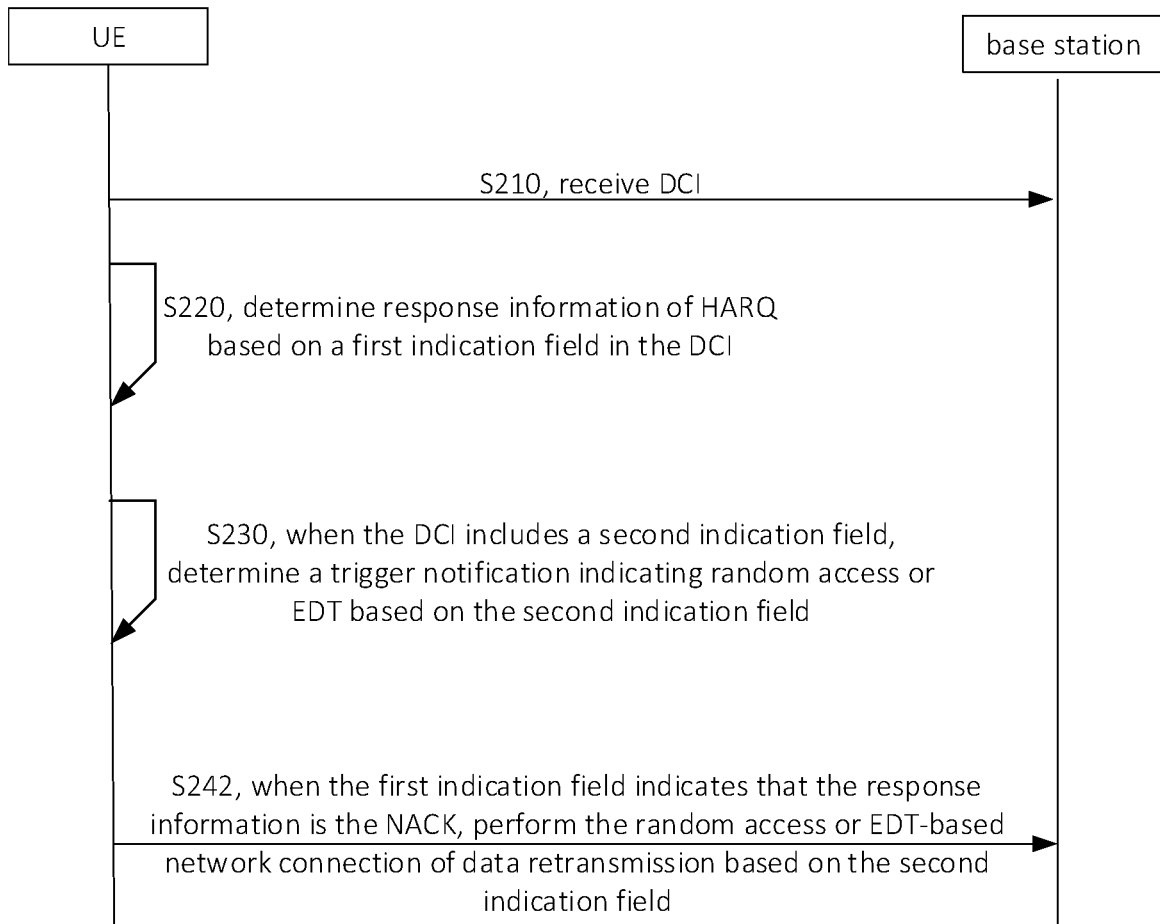 UE
base station
S210, receive DCI
S220, determine response information of HARQ
based on a first indication field in the DCI
S230, when the DCI includes a second indication field,
determine a trigger notification indicating random access or
EDT based on the second indication field
S242, when the first indication field indicates that the response
information is the NACK, perform the random access or EDT-based
network connection of data retransmission based on the second
indication field